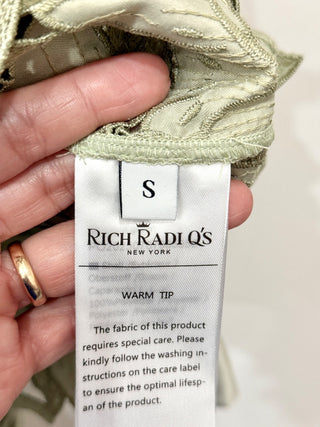 S
RICH RADI Q'S
NEW YORK
WARM TIP
The fabric of this product
requires special care. Please
kindly follow the washing in-
structions on the care label
to ensure the optimal lifesp-
an of the product.